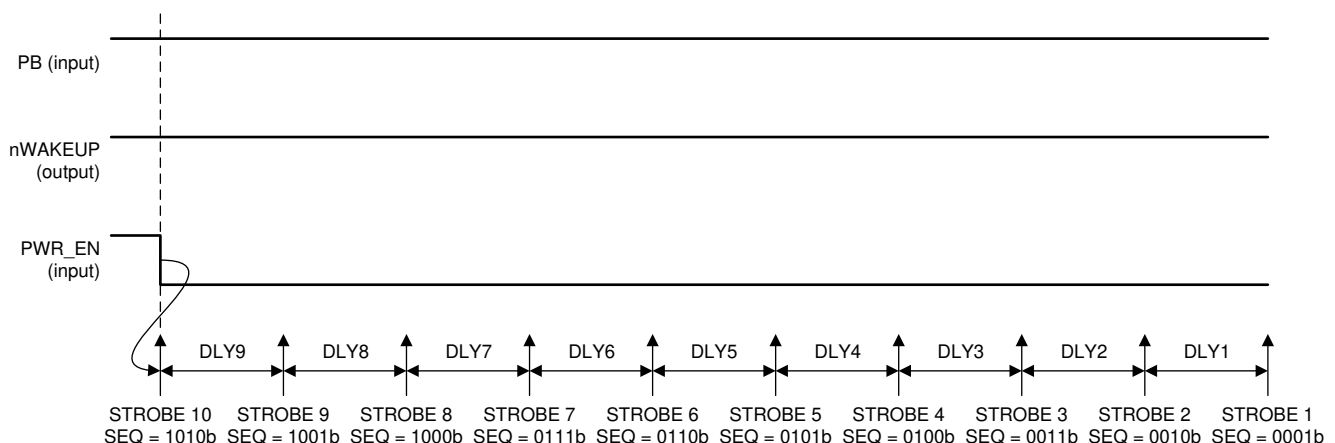 PB (input)
nWAKEUP
(output)
PWR_EN
(input)
DLY9 DLY8 DLY7 DLY6 DLY5 DLY4 DLY3 DLY2 DLY1
STROBE 10 STROBE 9 STROBE 8 STROBE 7 STROBE 6 STROBE 5 STROBE 4 STROBE 3 STROBE 2 STROBE 1
SEQ = 1010b SEQ = 1001b SEQ = 1000b SEQ = 0111b SEQ = 0110b SEQ = 0101b SEQ = 0100b SEQ = 0011b SEQ = 0010b SEQ = 0001b